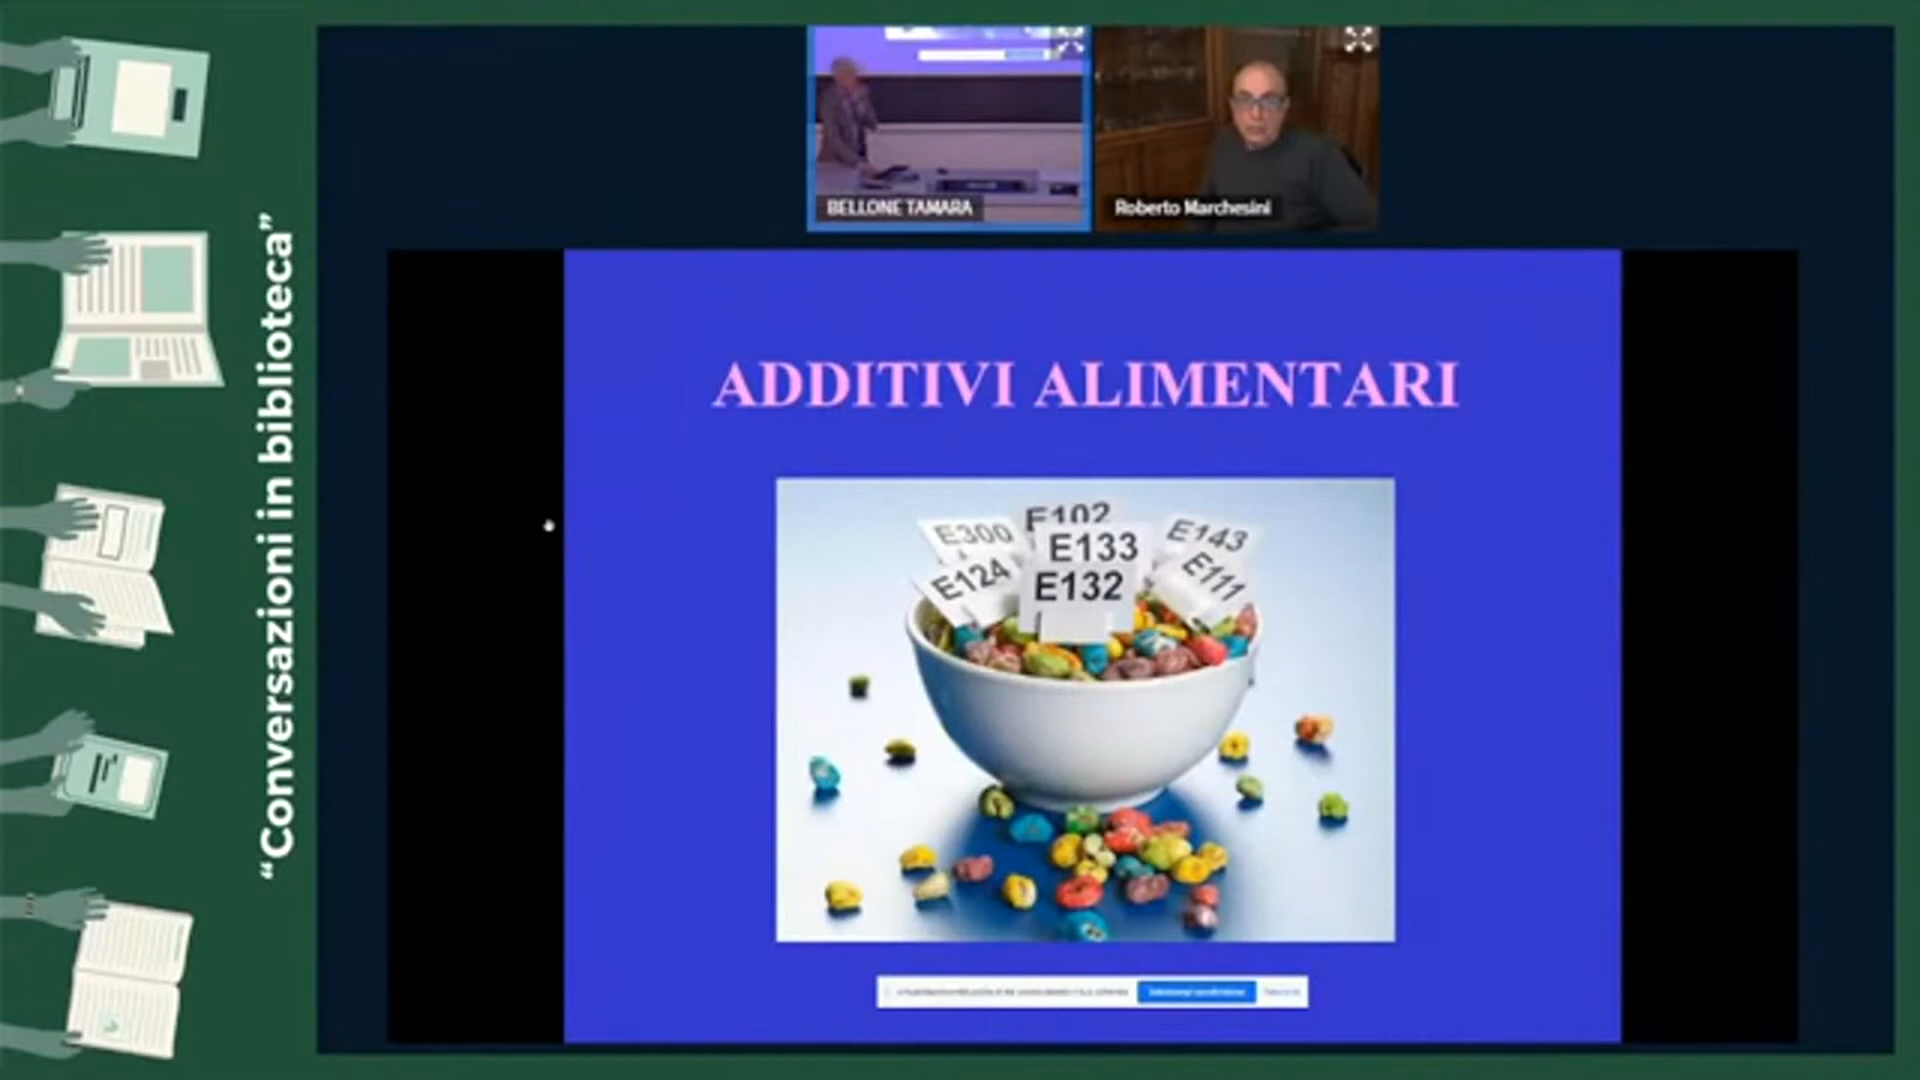 “Conversazioni in biblioteca”
BELLONE TAMARA
Roberto Marchesini
ADDITIVI ALIMENTARI
E300
E102
E143
E133
E124
E132
E111